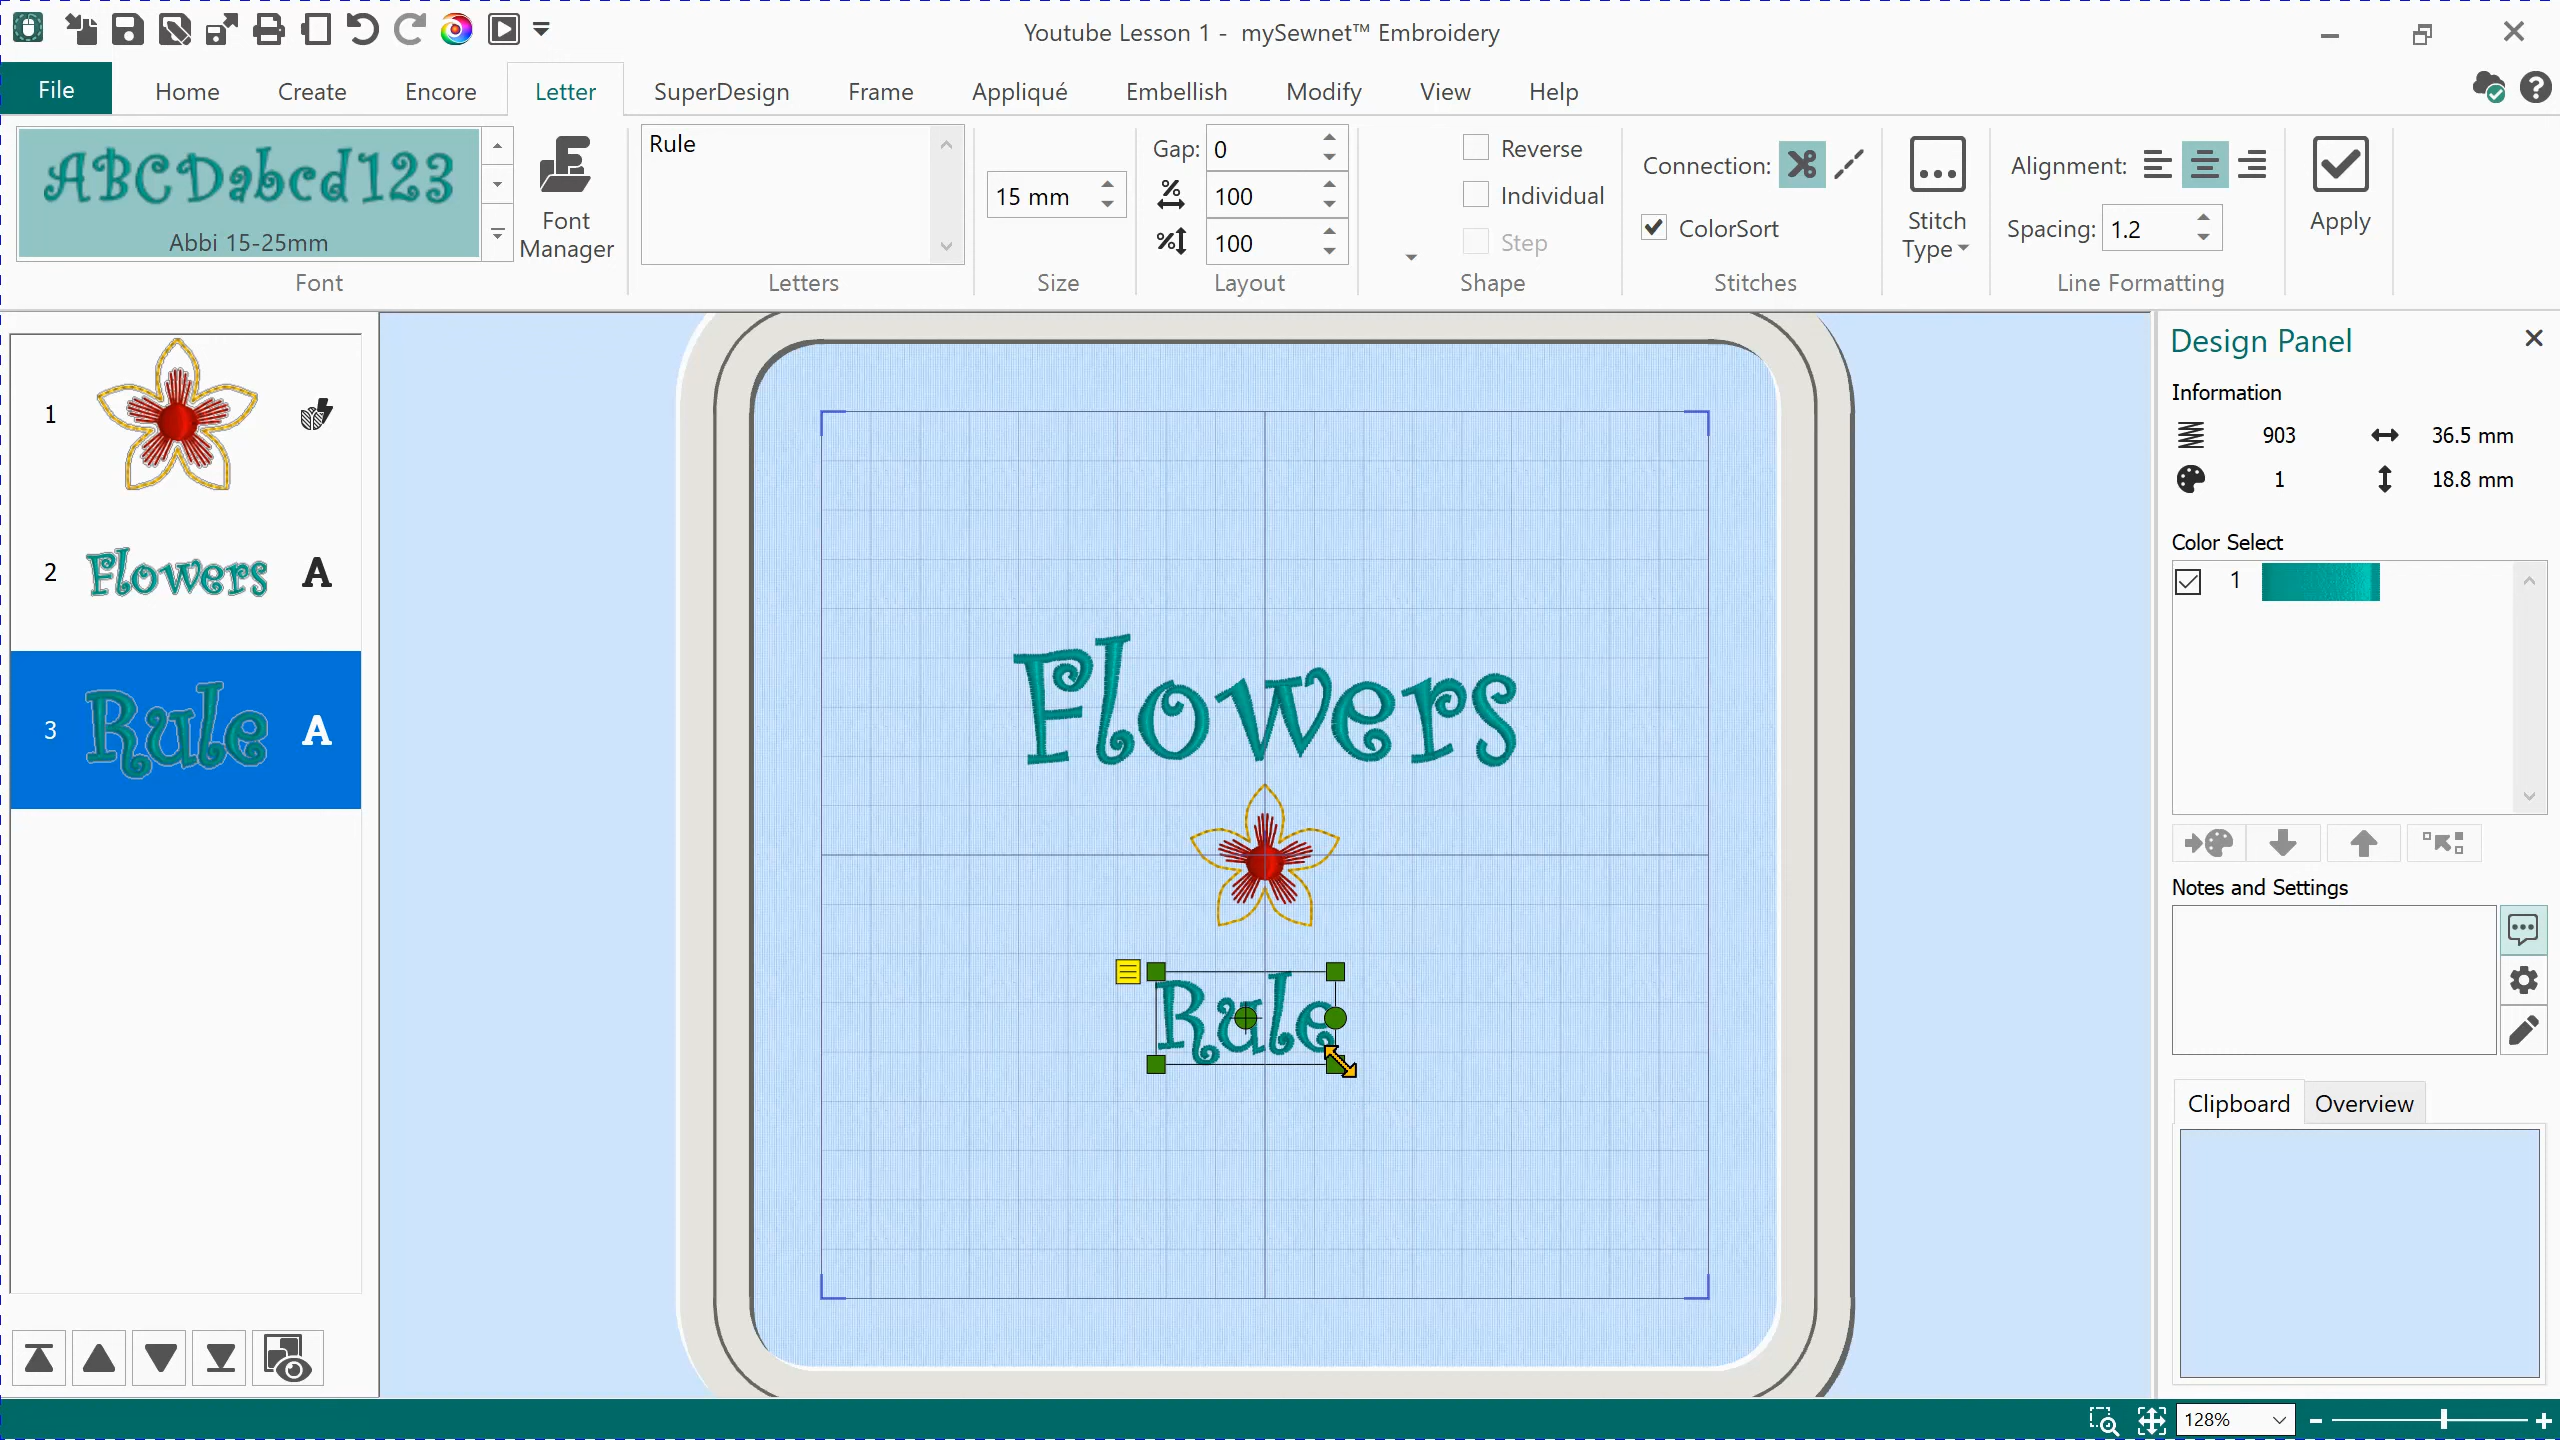 Youtube Lesson 1 - mySewnet™ Embroidery
File Home Create Encore Letter SuperDesign Frame Appliqué Embellish Modify View Help
ABCDabcd123
Abbi 15-25mm
Font
Manager
Font
Rule
Letters
15 mm
Size
Gap: 0
100
100
Layout
Reverse
Individual
Step
Shape
Connection:
ColorSort
Stitches
Stitch
Type
Alignment:
Spacing: 1.2
Line Formatting
Apply
1
2 Flowers A
3 Rule A
Flowers
Rule
Design Panel
Information
903 36.5 mm
1 18.8 mm
Color Select
1
Notes and Settings
Clipboard Overview
128%